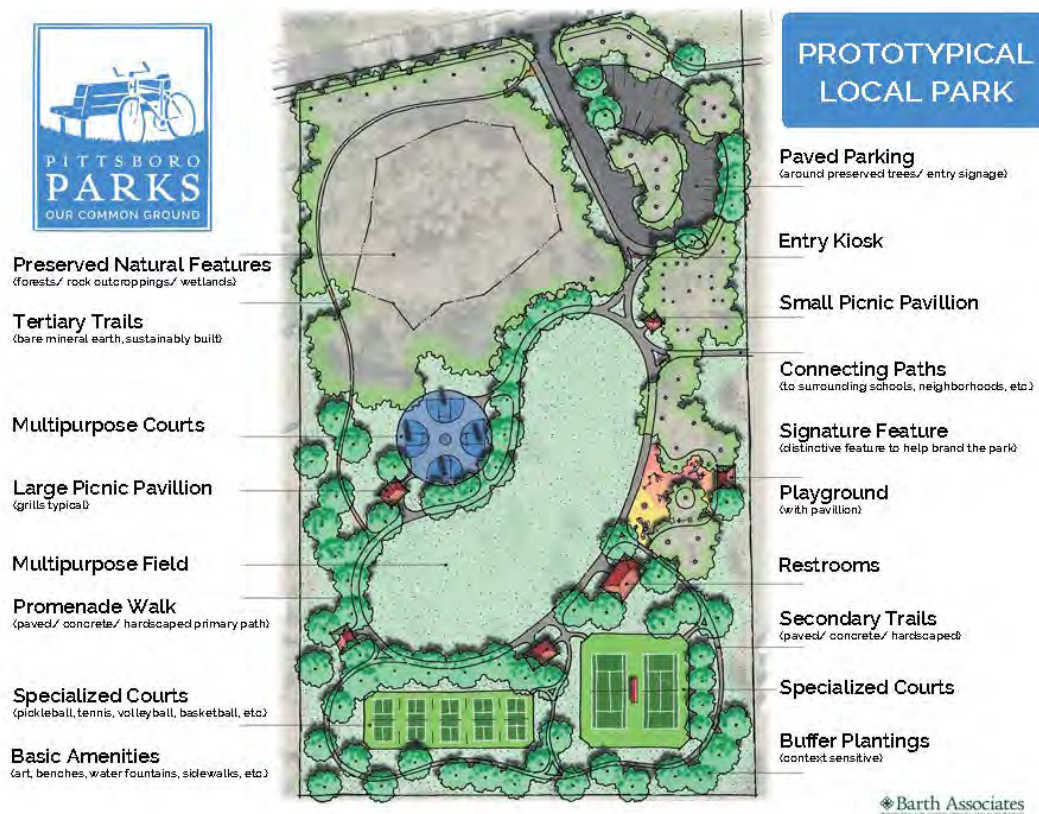 PITTSBORO
PARKS
OUR COMMON GROUND
PROTOTYPICAL
LOCAL PARK
Preserved Natural Features
(forests/ rock outcroppings/ wetlands)
Tertiary Trails
(bare mineral earth, sustainably built)
Multipurpose Courts
Large Picnic Pavillion
(grills typical)
Multipurpose Field
Promenade Walk
(paved/ concrete/ hardscaped primary path)
Specialized Courts
(pickleball, tennis, volleyball, basketball, etc.)
Basic Amenities
(art, benches, water fountains, sidewalks, etc.)
Paved Parking
(around preserved trees/ entry signage)
Entry Kiosk
Small Picnic Pavillion
Connecting Paths
(to surrounding schools, neighborhoods, etc.)
Signature Feature
(distinctive feature to help brand the park)
Playground
(with pavilion)
Restrooms
Secondary Trails
(paved/ concrete/ hardscaped)
Specialized Courts
Buffer Plantings
(context sensitive)
Barth Associates